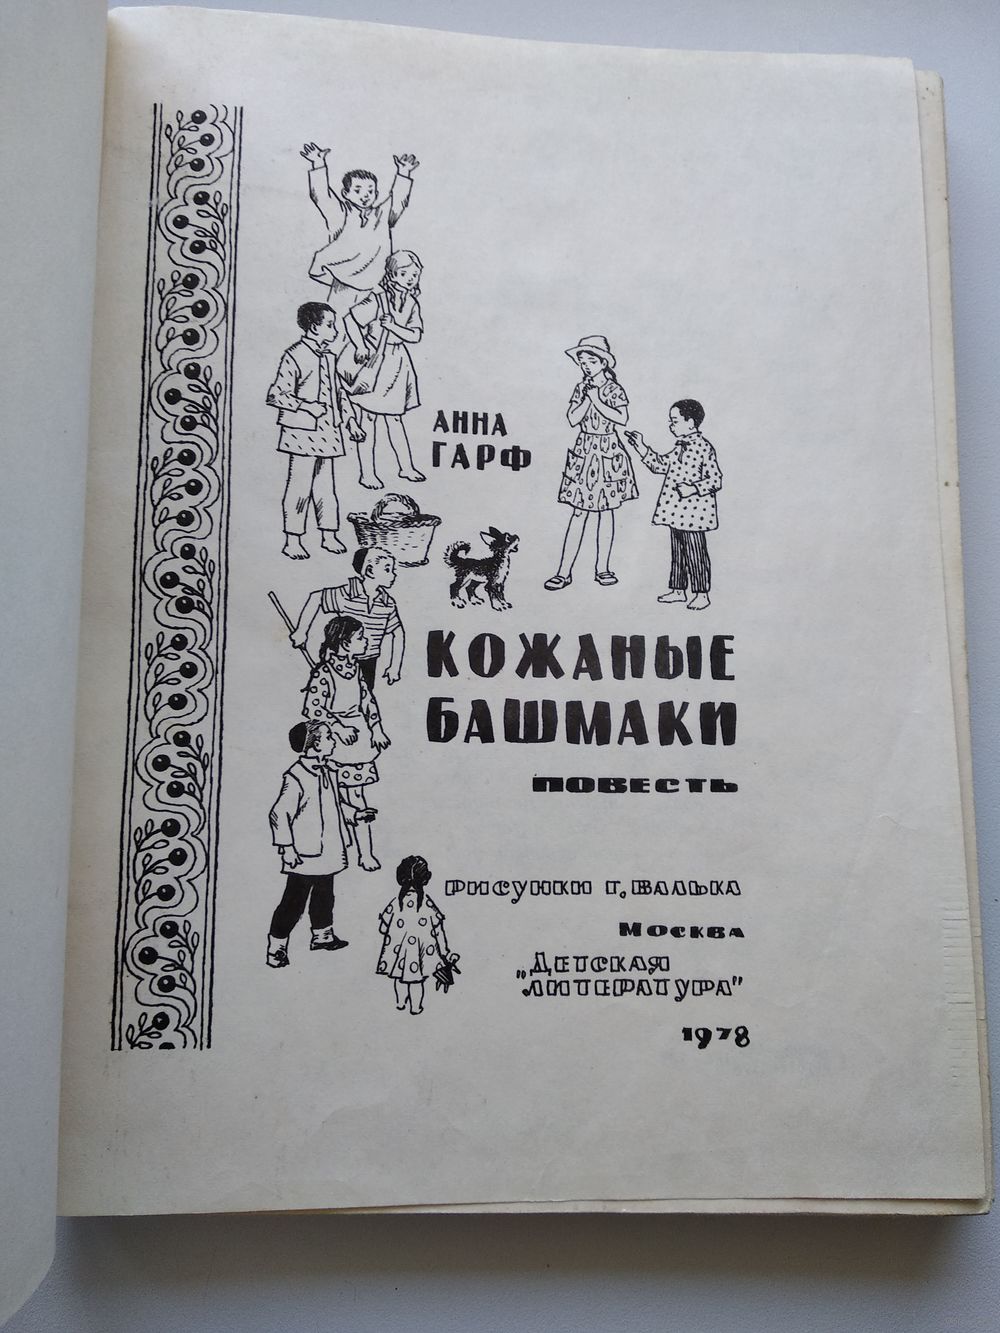 АННА
ГАРФ
КОЖАНЫЕ
БАШМАКИ
ПОВЕСТЬ
РИСУНКИ Г. ВАЛЬКА
МОСКВА
„ДЕТСКАЯ
ЛИТЕРАТУРА"
1978